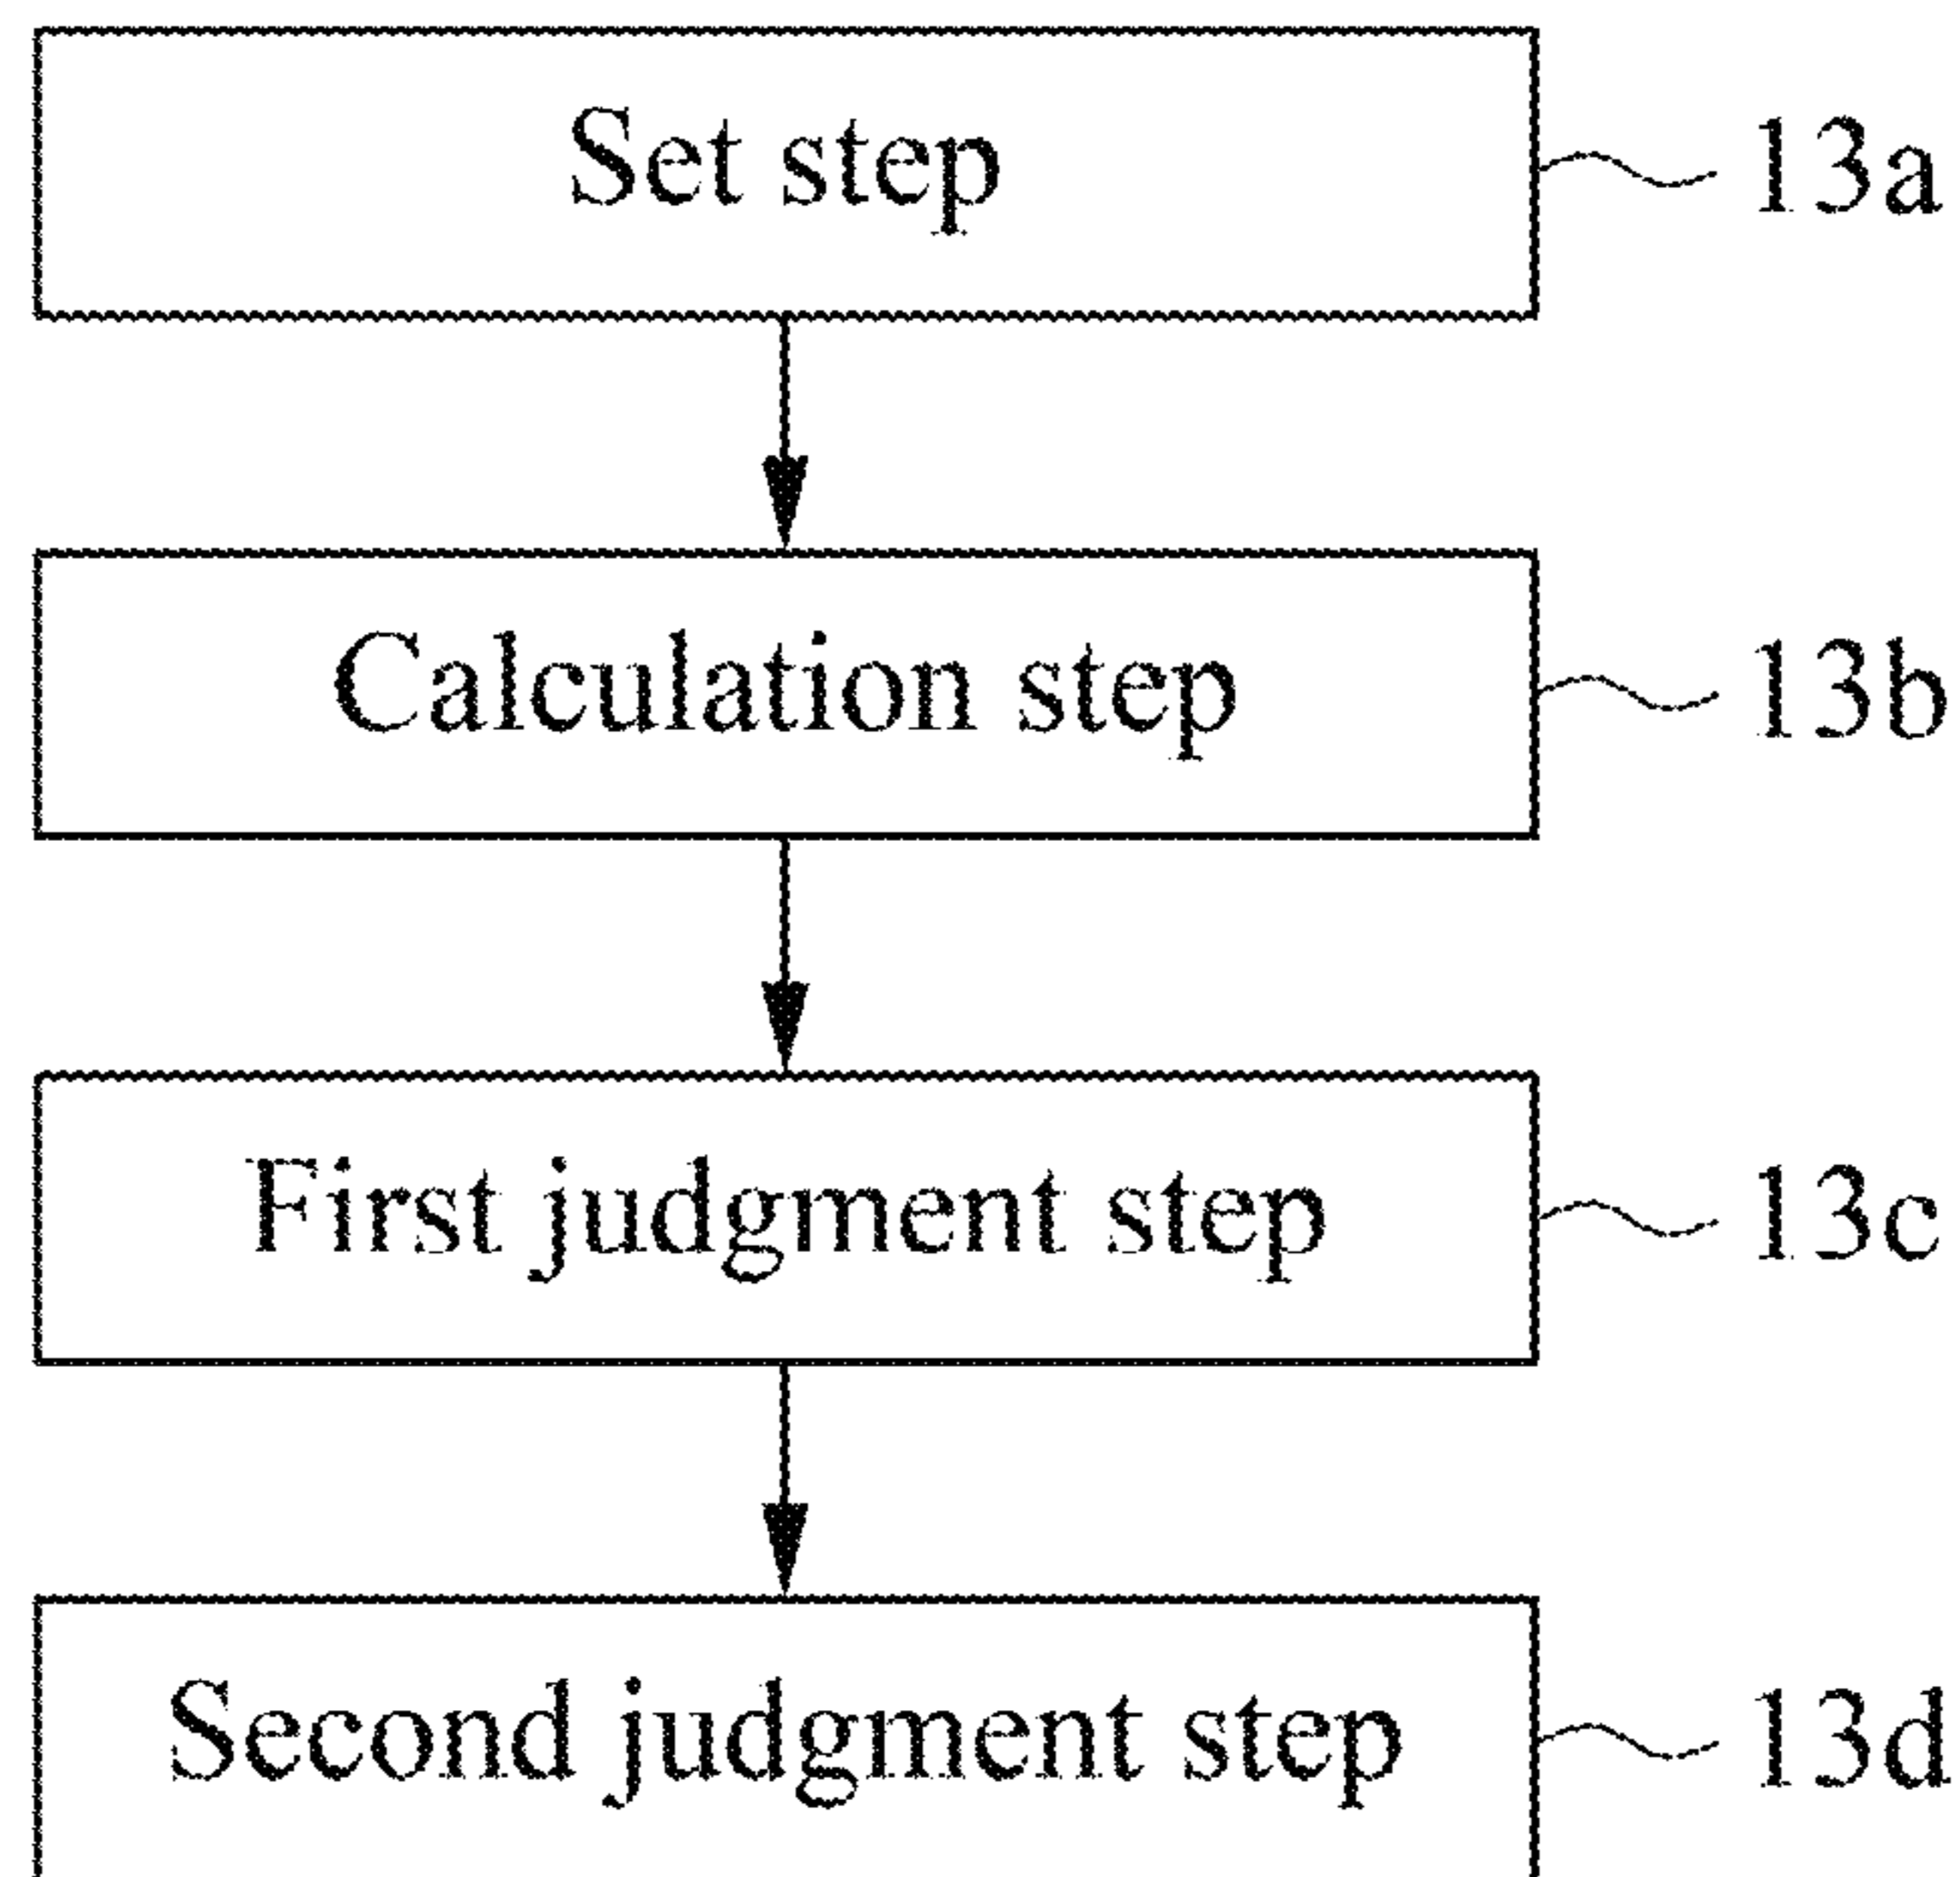 Set step 13a
Calculation step 13b
First judgment step 13c
Second judgment step 13d